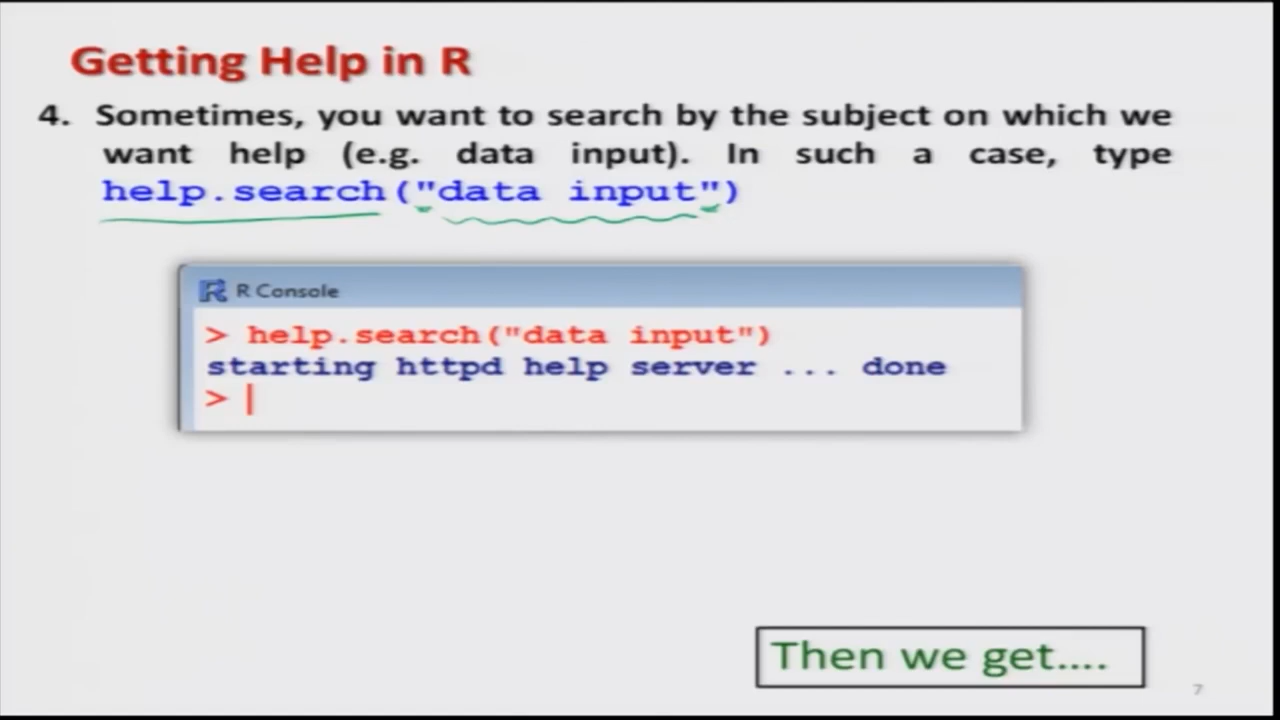 Getting Help in R
4. Sometimes, you want to search by the subject on which we
want help (e.g. data input). In such a case, type
help.search("data input")
R Console
> help.search("data input")
starting httpd help server ... done
>
Then we get....
7